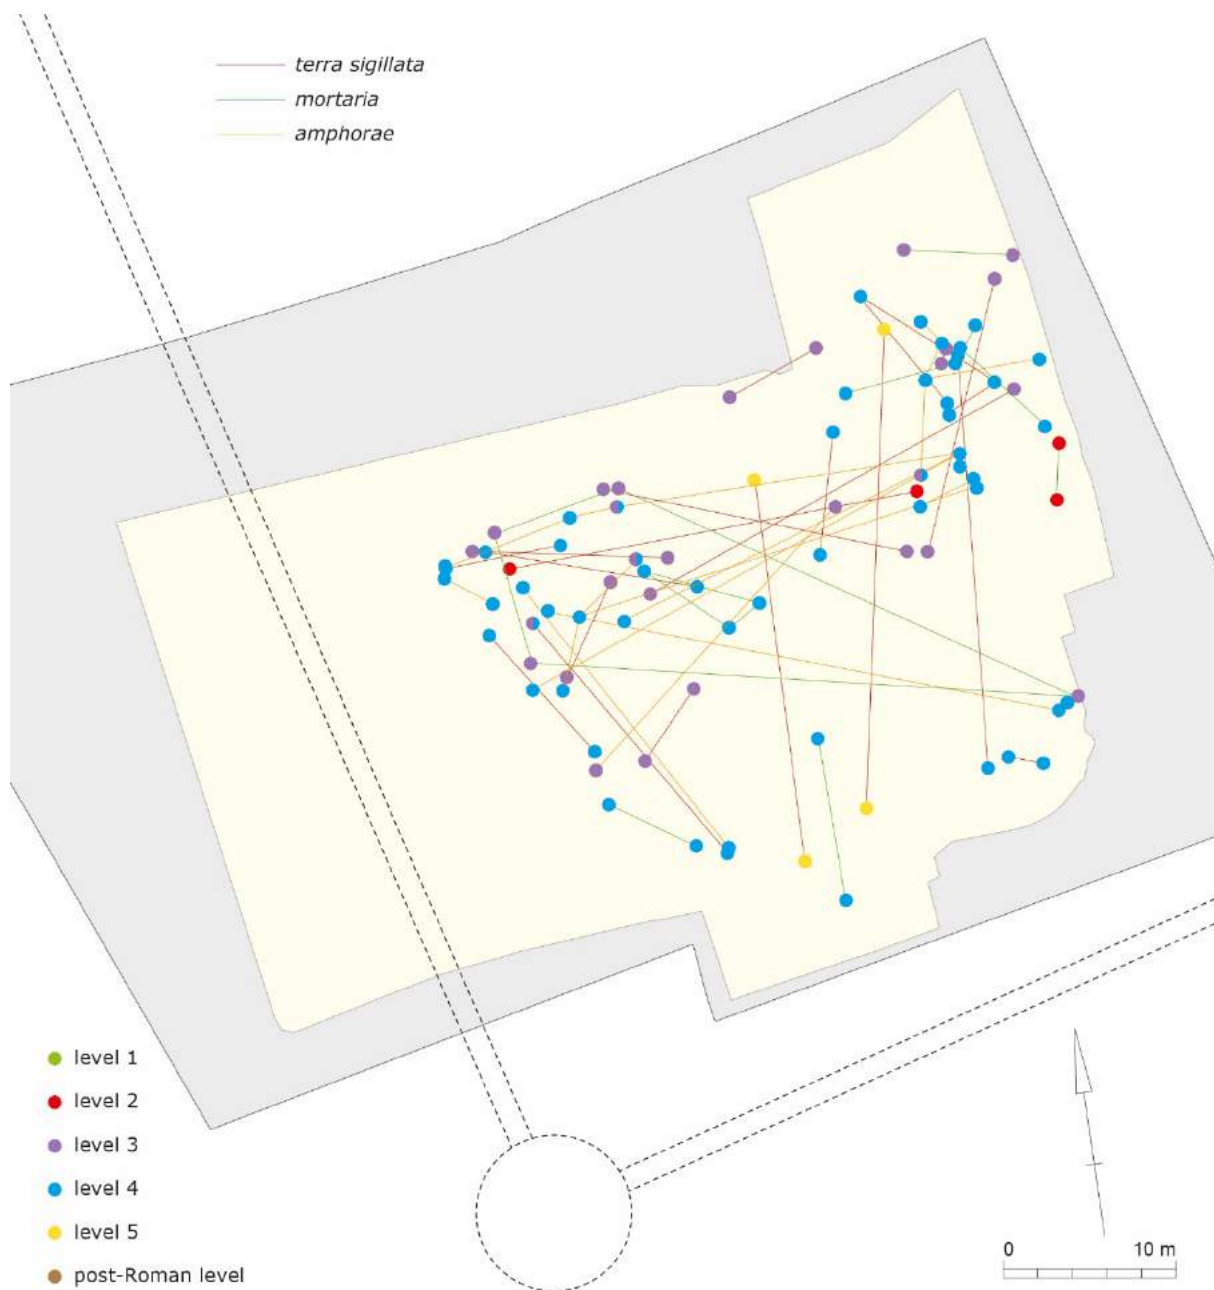 terra sigillata
mortaria
amphorae
level 1
level 2
level 3
level 4
level 5
post-Roman level
0 10 m